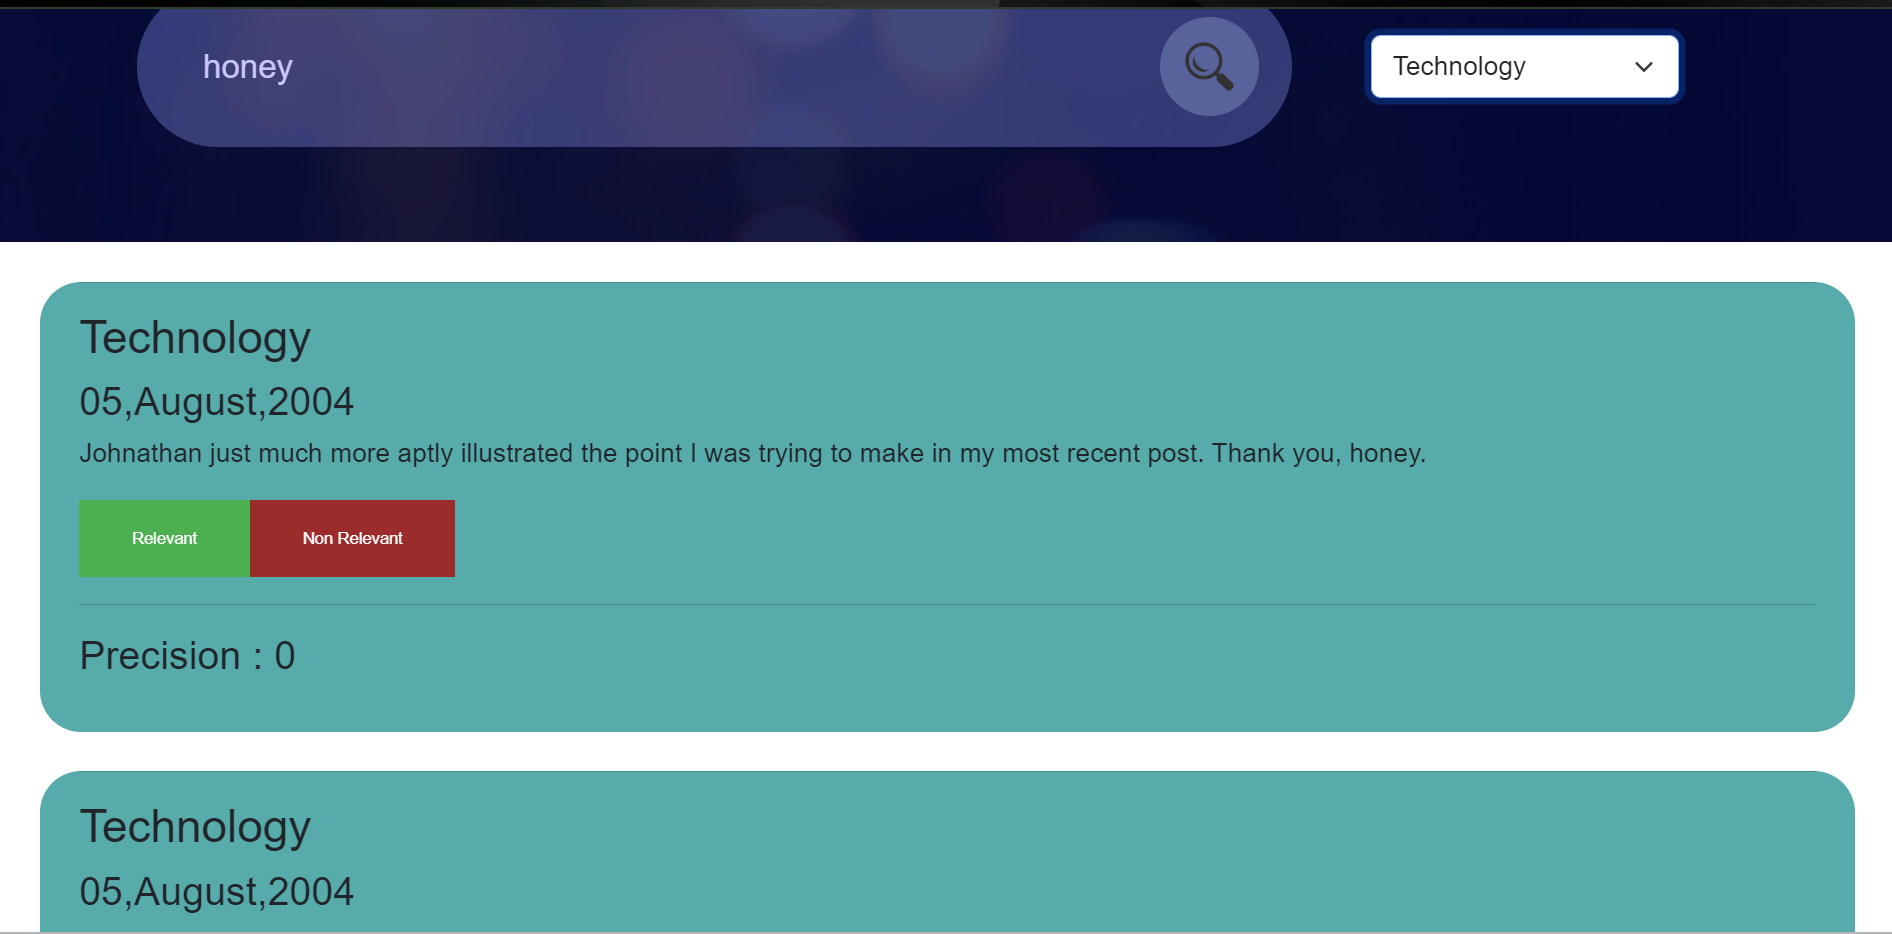 honey
Technology
Technology
05,August,2004
Johnathan just much more aptly illustrated the point I was trying to make in my most recent post. Thank you, honey.
Relevant
Non Relevant
Precision : 0
Technology
05,August,2004